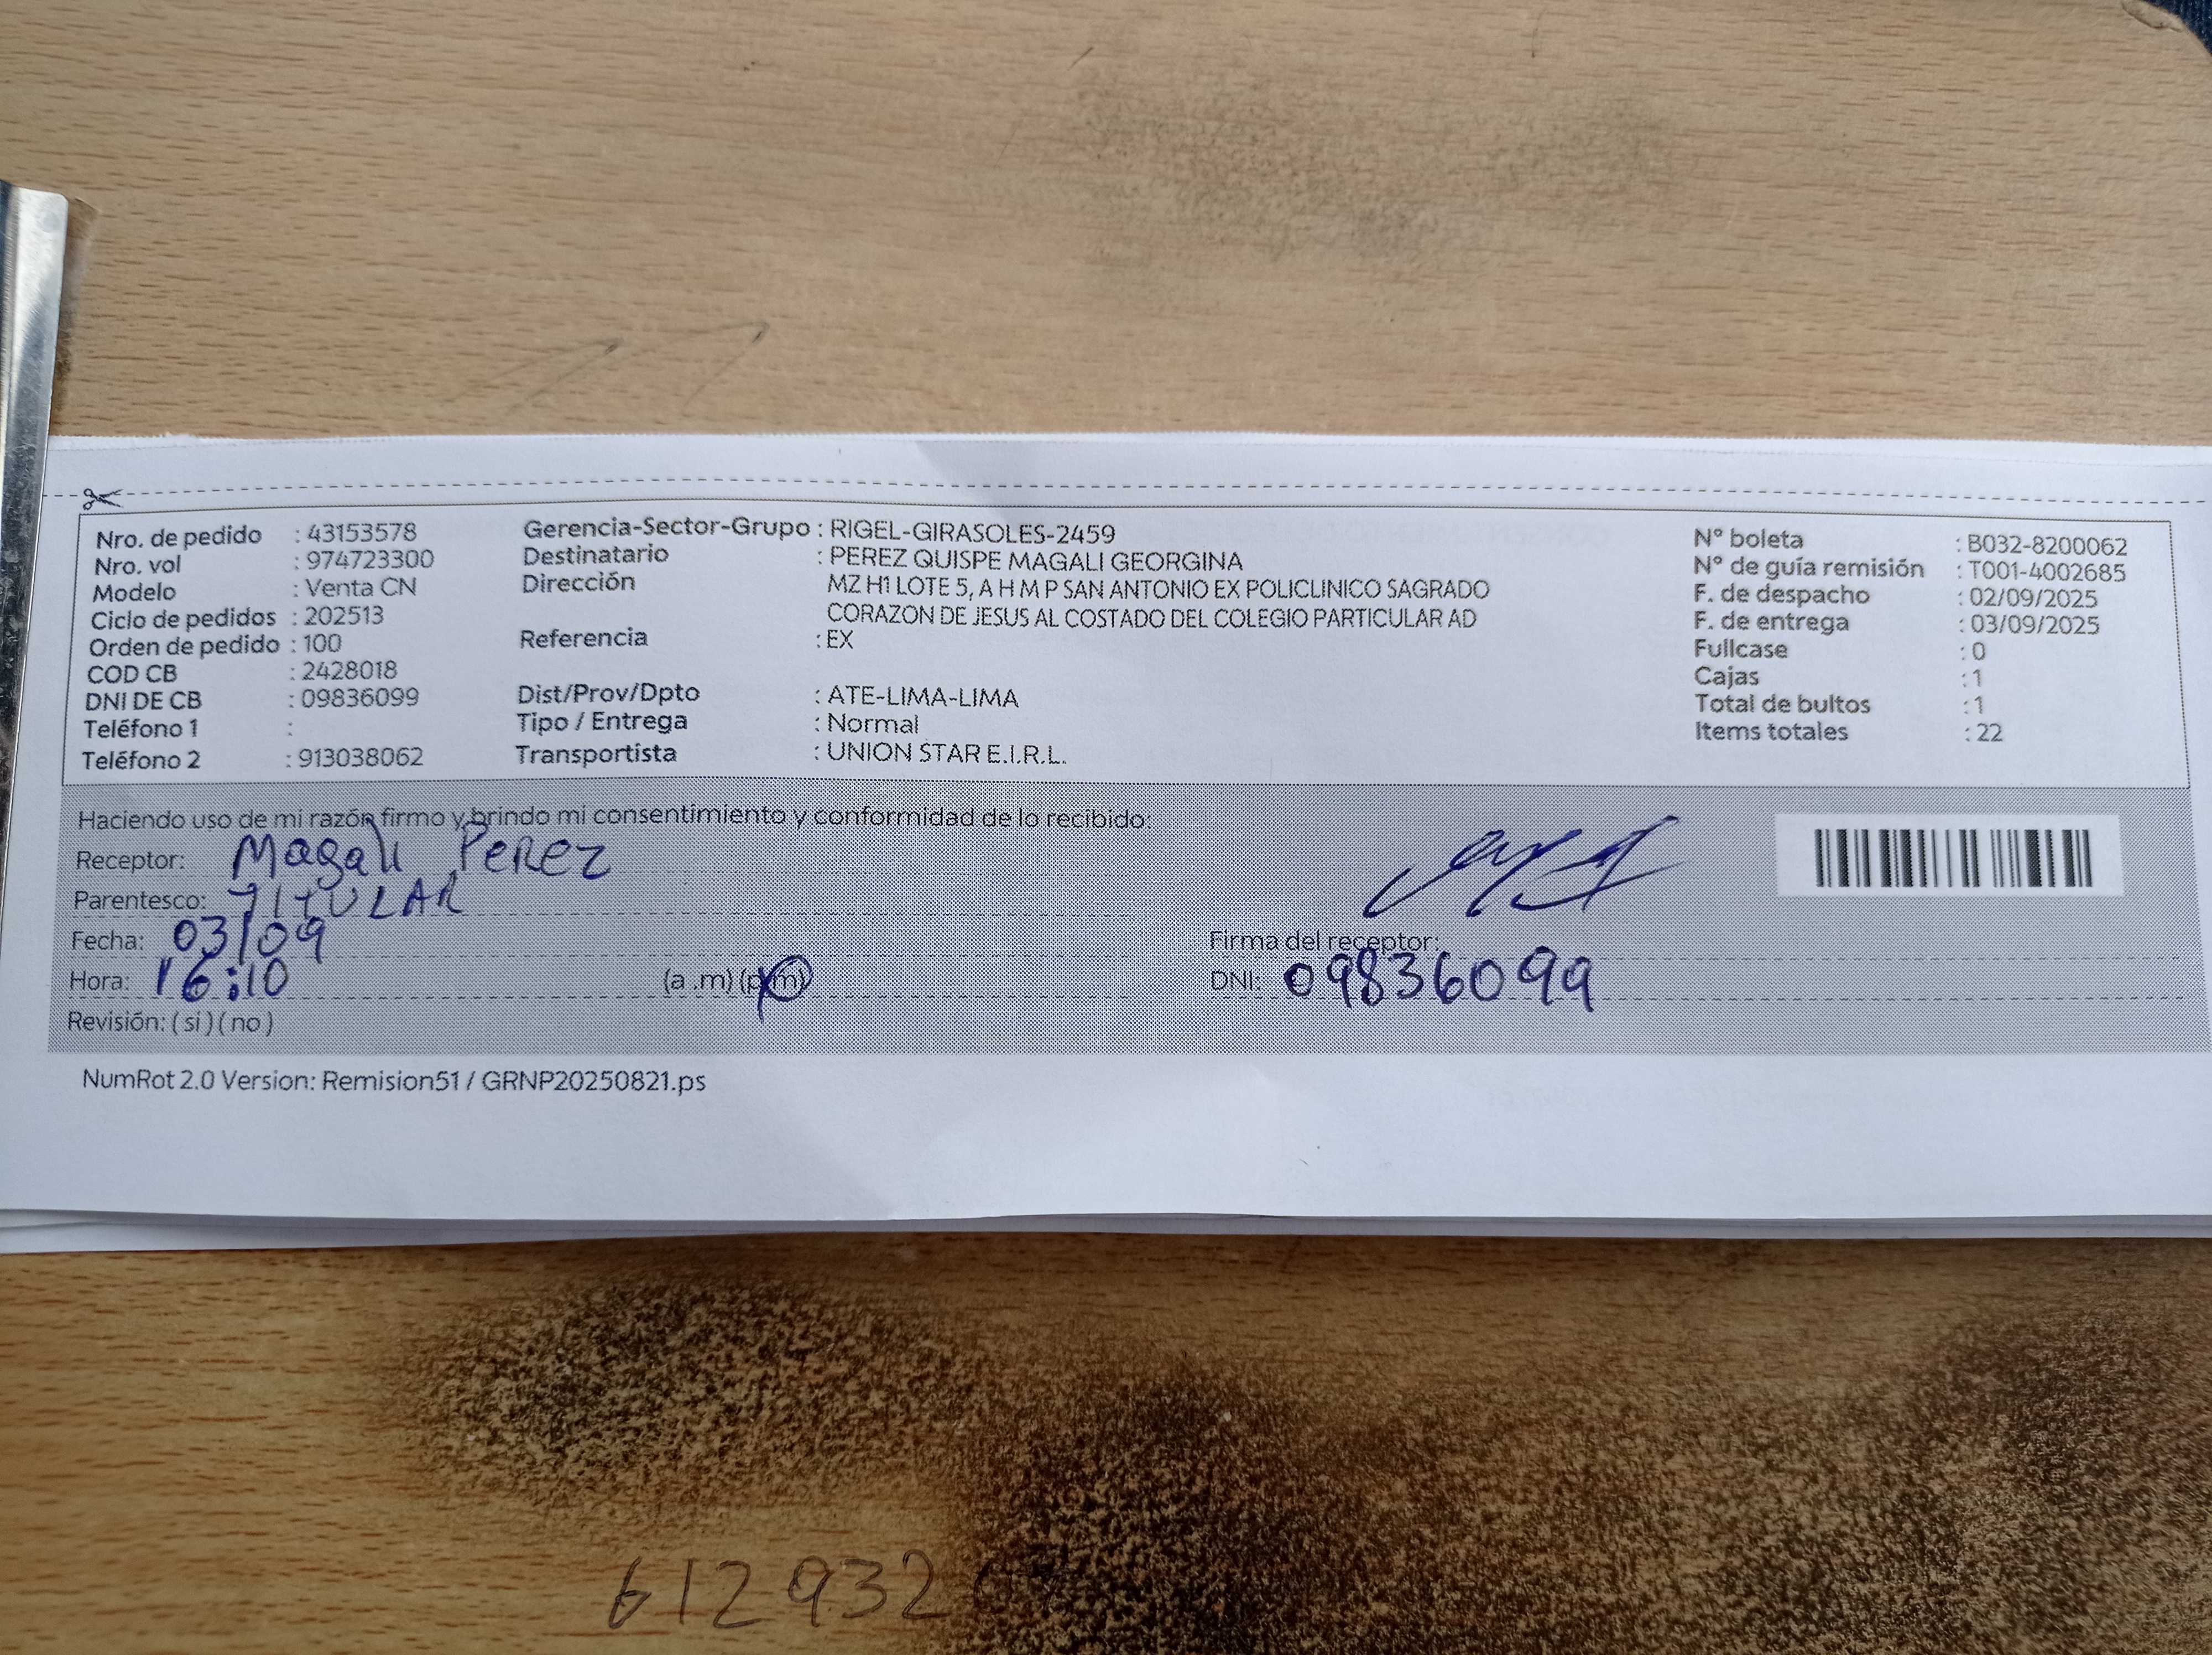 Nro. de pedido : 43153578
Nro. vol : 974723300
Modelo : Venta CN
Ciclo de pedidos : 202513
Orden de pedido : 100
COD CB : 2428018
DNI DE CB : 09836099
Teléfono 1 :
Teléfono 2 : 913038062
Gerencia-Sector-Grupo : RIGEL-GIRASOLES-2459
Destinatario : PEREZ QUISPE MAGALI GEORGINA
Dirección MZ H1 LOTE 5, A H M P SAN ANTONIO EX POLICLINICO SAGRADO
CORAZON DE JESUS AL COSTADO DEL COLEGIO PARTICULAR AD
Referencia : EX
Dist/Prov/Dpto : ATE-LIMA-LIMA
Tipo / Entrega : Normal
Transportista : UNION STAR E.I.R.L.
N° boleta : B032-8200062
N° de guía remisión : T001-4002685
F. de despacho : 02/09/2025
F. de entrega : 03/09/2025
Fullcase : 0
Cajas : 1
Total de bultos : 1
Items totales : 22
Haciendo uso de mi razón firmo y brindo mi consentimiento y conformidad de lo recibido:
Receptor: Magali Perez
Parentesco: TITULAR
Fecha: 03/09
Hora: 16:10 (a .m) (p.m)
Revisión: ( si ) ( no )
Firma del receptor:
DNI: 09836099
NumRot 2.0 Version: Remision51 / GRNP20250821.ps